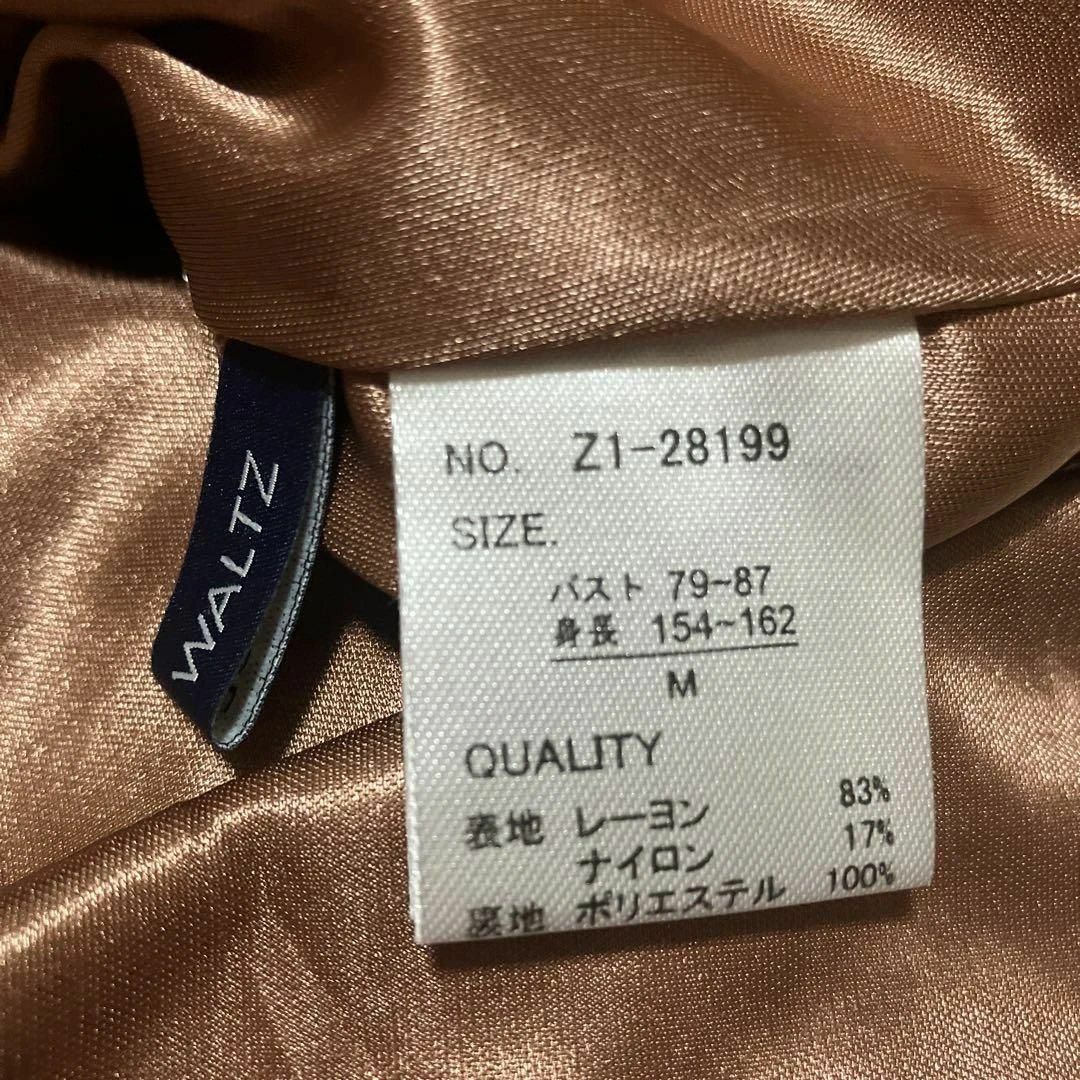 WALTZ
NO. Z1-28199
SIZE.
バスト 79~87
身長 154~162
M
QUALITY
表地 レーヨン 83%
ナイロン 17%
裏地 ポリエステル 100%